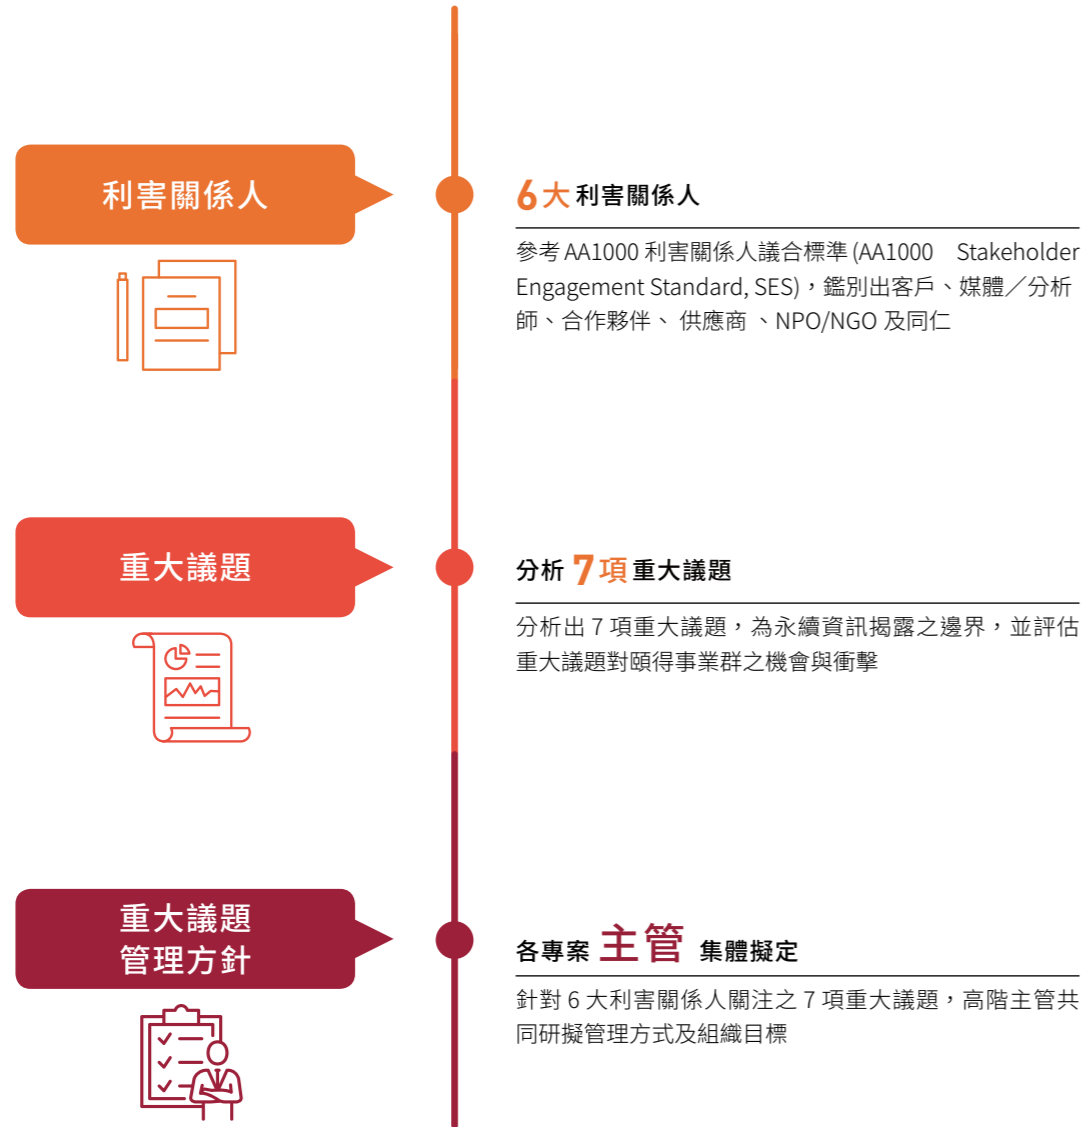 利害關係人
6大利害關係人
參考 AA1000 利害關係人議合標準 (AA1000 Stakeholder
Engagement Standard, SES)，鑑別出客戶、媒體／分析
師、合作夥伴、 供應商 、NPO/NGO 及同仁
重大議題
分析 7項重大議題
分析出 7 項重大議題，為永續資訊揭露之邊界，並評估
重大議題對頤得事業群之機會與衝擊
重大議題
管理方針
各專案 主管 集體擬定
針對 6 大利害關係人關注之 7 項重大議題，高階主管共
同研擬管理方式及組織目標